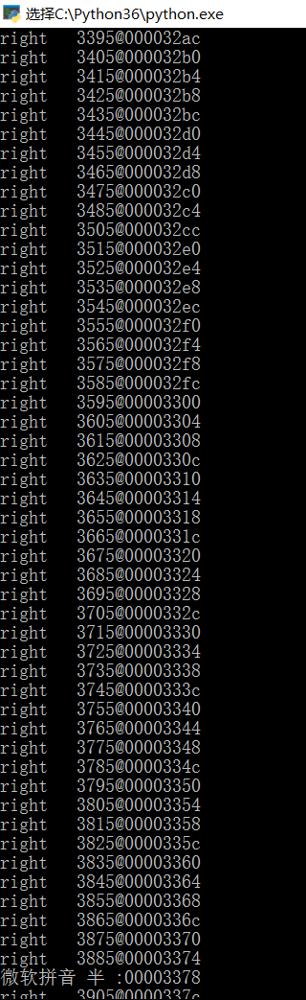 选择C:\Python36\python.exe
right 3395@000032ac
right 3405@000032b0
right 3415@000032b4
right 3425@000032b8
right 3435@000032bc
right 3445@000032d0
right 3455@000032d4
right 3465@000032d8
right 3475@000032c0
right 3485@000032c4
right 3505@000032cc
right 3515@000032e0
right 3525@000032e4
right 3535@000032e8
right 3545@000032ec
right 3555@000032f0
right 3565@000032f4
right 3575@000032f8
right 3585@000032fc
right 3595@00003300
right 3605@00003304
right 3615@00003308
right 3625@0000330c
right 3635@00003310
right 3645@00003314
right 3655@00003318
right 3665@0000331c
right 3675@00003320
right 3685@00003324
right 3695@00003328
right 3705@0000332c
right 3715@00003330
right 3725@00003334
right 3735@00003338
right 3745@0000333c
right 3755@00003340
right 3765@00003344
right 3775@00003348
right 3785@0000334c
right 3795@00003350
right 3805@00003354
right 3815@00003358
right 3825@0000335c
right 3835@00003360
right 3845@00003364
right 3855@00003368
right 3865@0000336c
right 3875@00003370
right 3885@00003374
微软拼音 半 :00003378
right 3905@0000337c